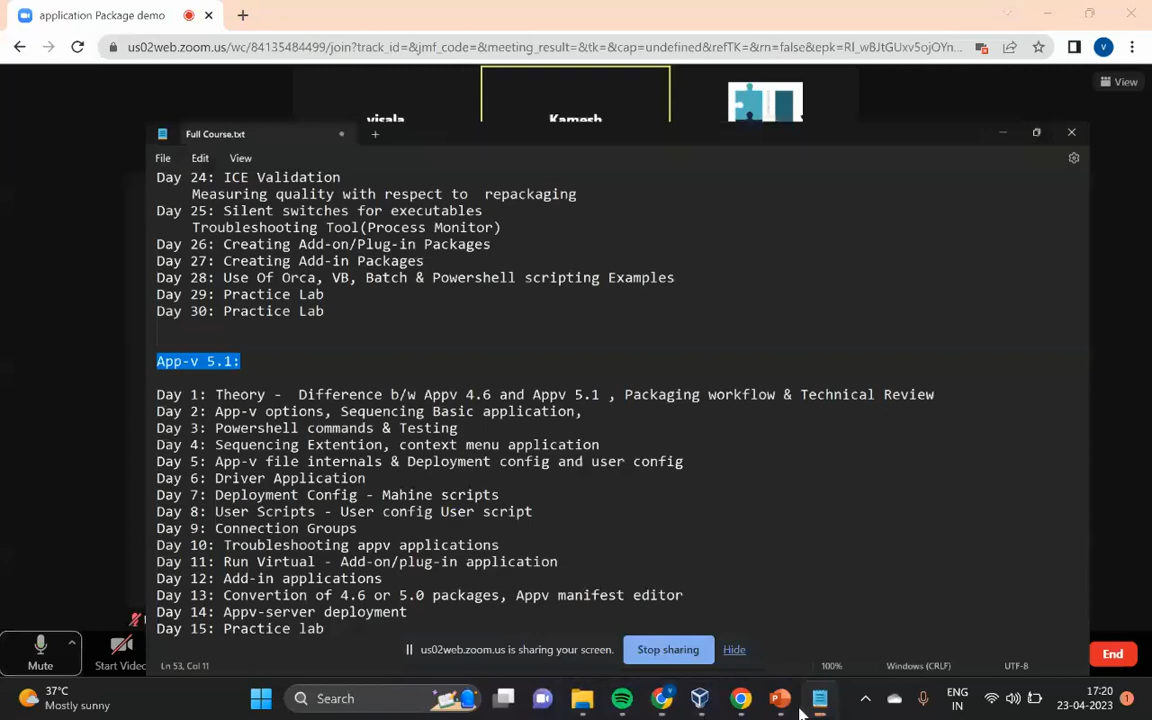 application Package demo
us02web.zoom.us/wc/84135484499/join?track_id=&jmf_code=&meeting_result=&tk=&cap=undefined&refTK=&rn=false&epk=RI_wBJtGUxv5ojOYn...
View
visala
Kamesh
Full Course.txt
File Edit View
Day 24: ICE Validation
Measuring quality with respect to repackaging
Day 25: Silent switches for executables
Troubleshooting Tool(Process Monitor)
Day 26: Creating Add-on/Plug-in Packages
Day 27: Creating Add-in Packages
Day 28: Use Of Orca, VB, Batch & Powershell scripting Examples
Day 29: Practice Lab
Day 30: Practice Lab
App-v 5.1:
Day 1: Theory - Difference b/w Appv 4.6 and Appv 5.1 , Packaging workflow & Technical Review
Day 2: App-v options, Sequencing Basic application,
Day 3: Powershell commands & Testing
Day 4: Sequencing Extention, context menu application
Day 5: App-v file internals & Deployment config and user config
Day 6: Driver Application
Day 7: Deployment Config - Mahine scripts
Day 8: User Scripts - User config User script
Day 9: Connection Groups
Day 10: Troubleshooting appv applications
Day 11: Run Virtual - Add-on/plug-in application
Day 12: Add-in applications
Day 13: Convertion of 4.6 or 5.0 packages, Appv manifest editor
Day 14: Appv-server deployment
Day 15: Practice lab
us02web.zoom.us is sharing your screen. Stop sharing Hide
Mute Start Video End
Ln 53, Col 11 100% Windows (CRLF) UTF-8
37°C
Mostly sunny
Search
ENG
IN
17:20
23-04-2023
1